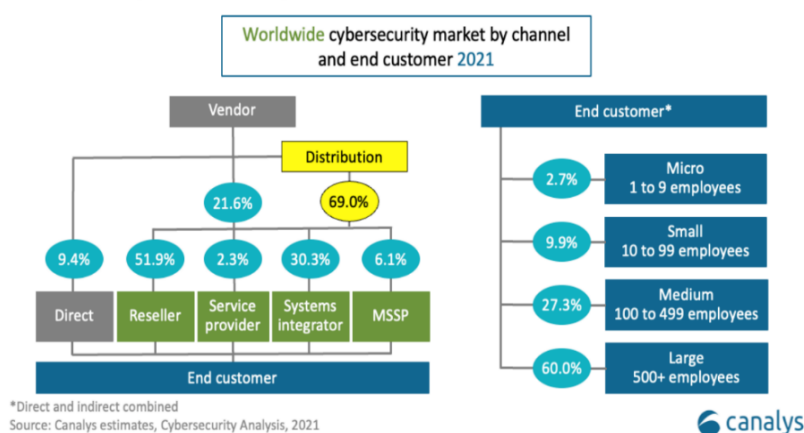 Worldwide cybersecurity market by channel
and end customer 2021
Vendor
Distribution
21.6%
69.0%
9.4%
51.9%
2.3%
30.3%
6.1%
Direct
Reseller
Service
provider
Systems
integrator
MSSP
End customer
End customer*
2.7%
Micro
1 to 9 employees
9.9%
Small
10 to 99 employees
27.3%
Medium
100 to 499 employees
60.0%
Large
500+ employees
*Direct and indirect combined
Source: Canalys estimates, Cybersecurity Analysis, 2021
canalys